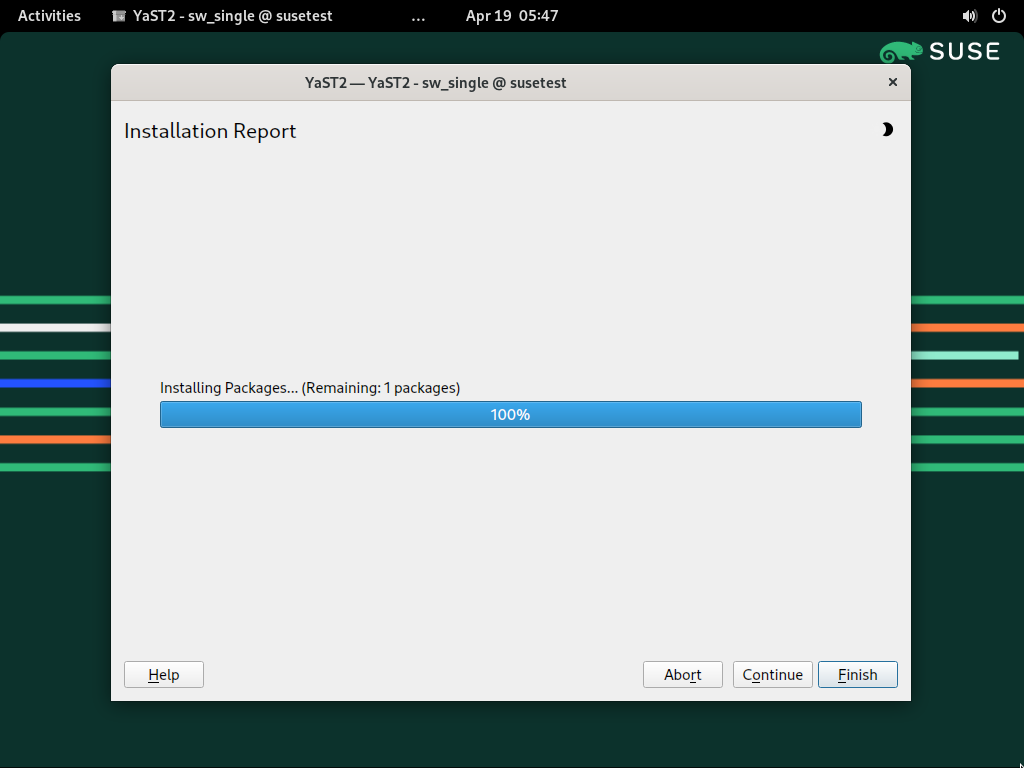 Activities YaST2 - sw_single @ susetest ... Apr 19 05:47
SUSE
YaST2 — YaST2 - sw_single @ susetest
Installation Report
Installing Packages... (Remaining: 1 packages)
100%
Help Abort Continue Finish